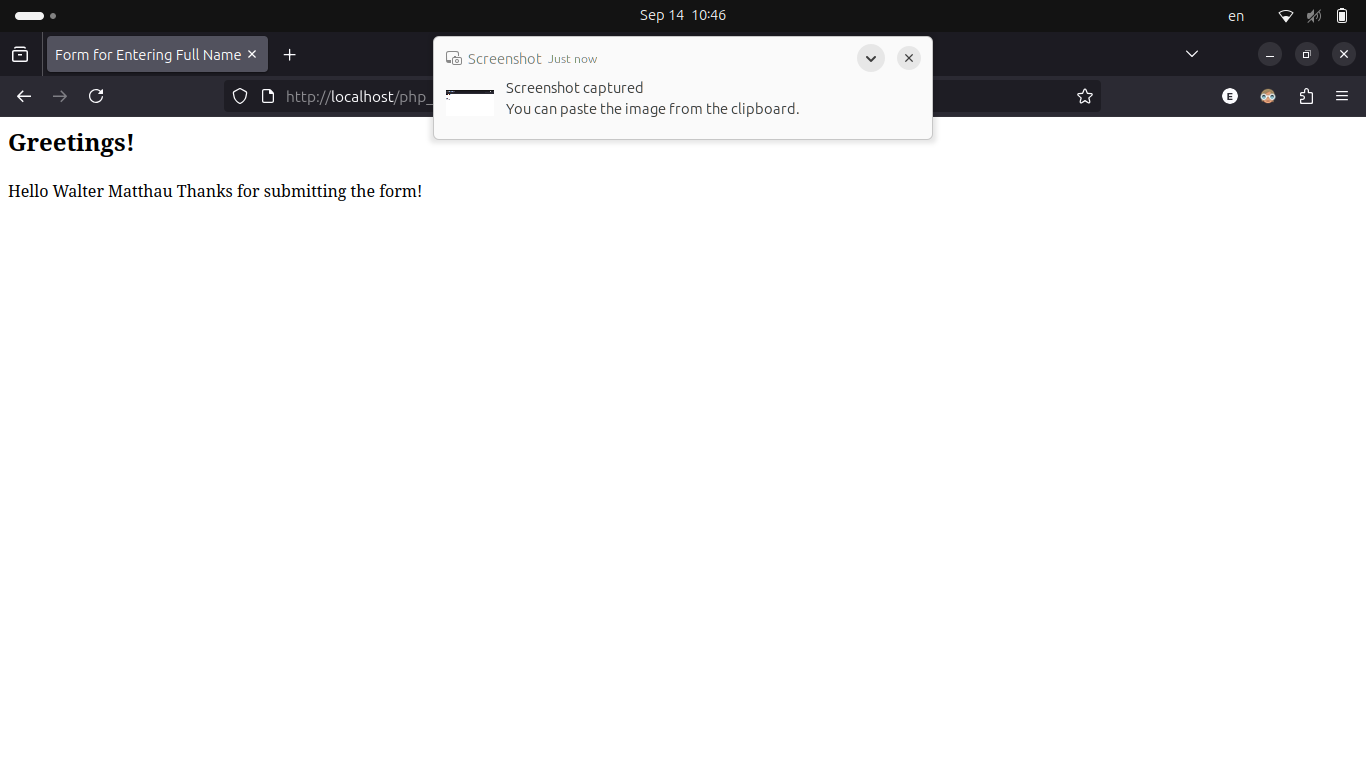 Sep 14 10:46
en
Form for Entering Full Name
Screenshot Just now
Screenshot captured
You can paste the image from the clipboard.
http://localhost/php_
E
Greetings!
Hello Walter Matthau Thanks for submitting the form!